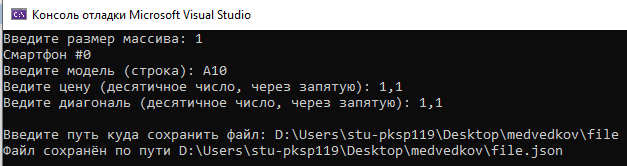 Консоль отладки Microsoft Visual Studio
Введите размер массива: 1
Смартфон #0
Введите модель (строка): A10
Ведите цену (десятичное число, через запятую): 1,1
Ведите диагональ (десятичное число, через запятую): 1,1
Введите путь куда сохранить файл: D:\Users\stu-pksp119\Desktop\medvedkov\file
Файл сохранён по пути D:\Users\stu-pksp119\Desktop\medvedkov\file.json